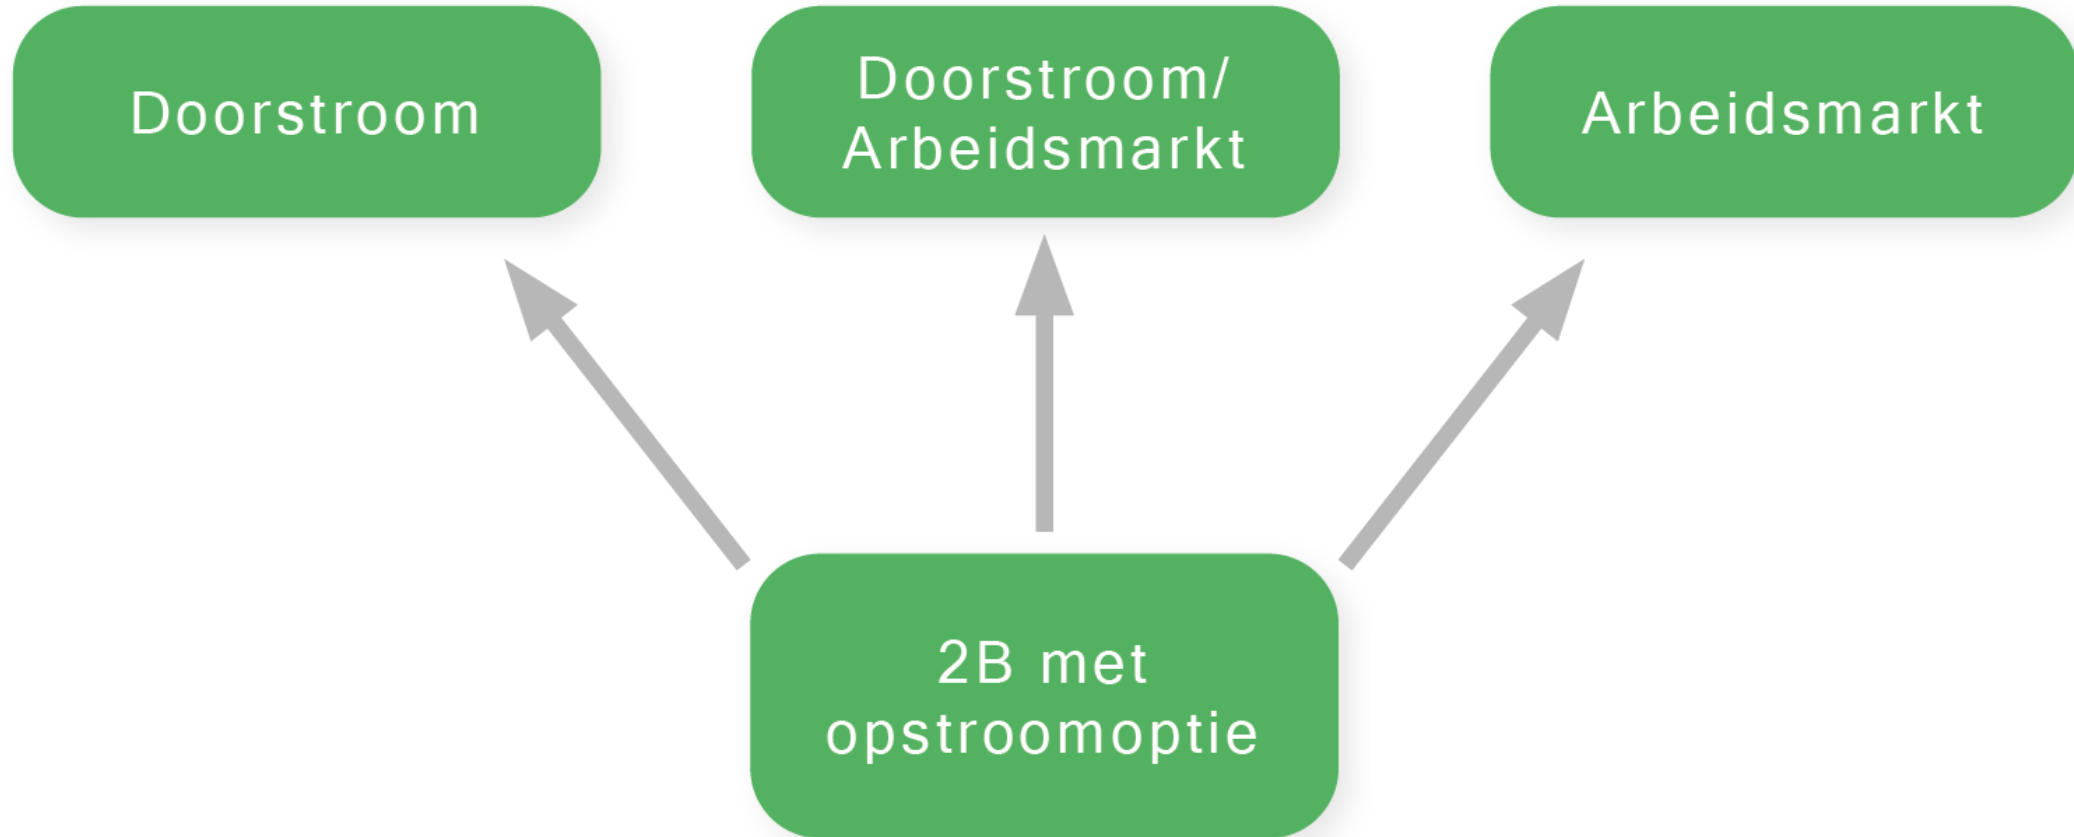 Doorstroom
Doorstroom/
Arbeidsmarkt
Arbeidsmarkt
2B met
opstroomoptie